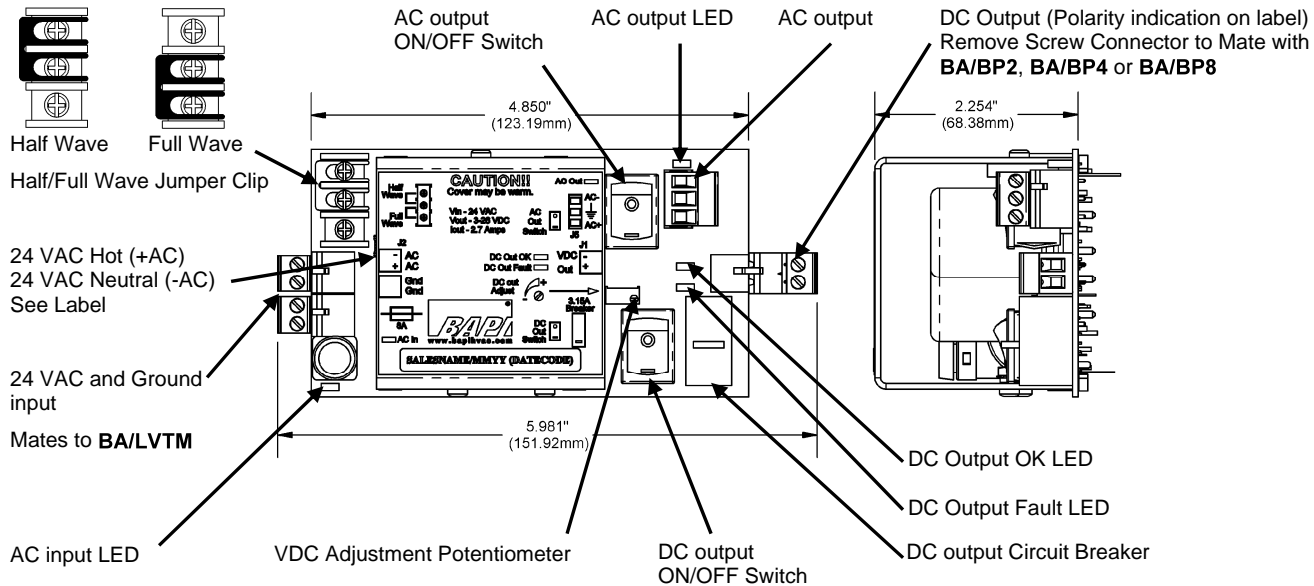 AC output
ON/OFF Switch
AC output LED
AC output
DC Output (Polarity indication on label)
Remove Screw Connector to Mate with
BA/BP2, BA/BP4 or BA/BP8
4.850"
(123.19mm)
2.254"
(68.38mm)
Half Wave
Full Wave
Half/Full Wave Jumper Clip
CAUTION!!
Cover may be warm.
AC Out
Half
Wave
Full
Wave
Vin - 24 VAC
Vout - 3-28 VDC
Iout - 2.7 Amps
AC
Out
Switch
AC-
AC+
J5
24 VAC Hot (+AC)
24 VAC Neutral (-AC)
See Label
J2
- AC
+ AC
Gnd
Gnd
DC Out OK
DC Out Fault
J1
VDC -
Out +
DC out
Adjust
- +
3.15A
Breaker
8A
BAPI
www.bapihvac.com
DC
Out
Switch
AC In
SALESNAME/MMYY (DATECODE)
24 VAC and Ground
input
Mates to BA/LVTM
5.981"
(151.92mm)
DC Output OK LED
DC Output Fault LED
AC input LED
VDC Adjustment Potentiometer
DC output
ON/OFF Switch
DC output Circuit Breaker